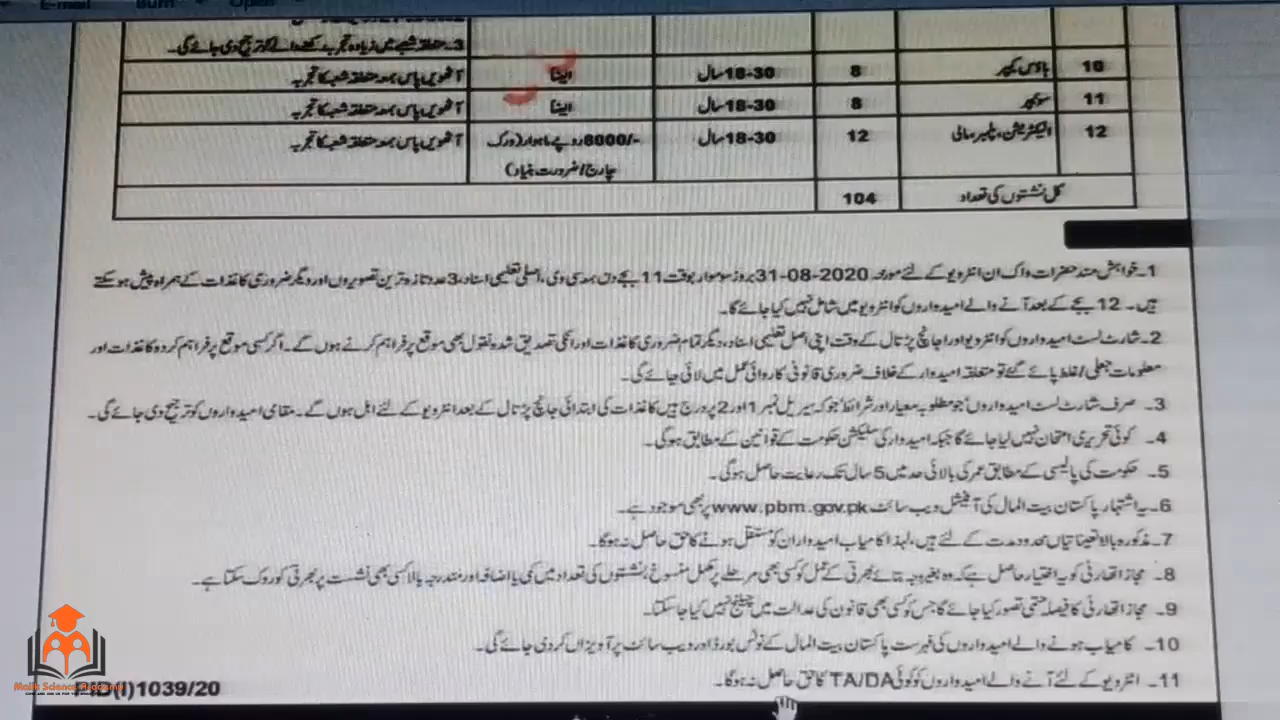 E-mail Burn Open
3۔ متعلقہ شعبے میں زیادہ تجربہ رکھنے والے کو ترجیح دی جائے گی۔
10 ہاؤس کیپر 8 18-30سال ایضاً آٹھویں پاس بمعہ متعلقہ شعبہ کا تجربہ
11 سویپر 8 18-30سال ایضاً آٹھویں پاس بمعہ متعلقہ شعبہ کا تجربہ
12 الیکٹریشن، پلمبر، مالی 12 18-30سال 8000/-روپے ماہوار (ورک آٹھویں پاس بمعہ متعلقہ شعبہ کا تجربہ
چارج/ضرورت بنیاد)
کل نشستوں کی تعداد 104
1۔ خواہش مند حضرات واک ان انٹرویو کے لئے مورخہ 31-08-2020 بروز سوموار بوقت 11 بجے دن بمعہ سی وی، اصلی تعلیمی اسناد، 3 عدد تازہ ترین تصویروں اور دیگر ضروری کاغذات کے ہمراہ پیش ہو سکتے
ہیں۔ 12 بجے کے بعد آنے والے امیدواروں کو انٹرویو میں شامل نہیں کیا جائے گا۔
2۔ شارٹ لسٹ امیدواروں کو انٹرویو اور جانچ پڑتال کے وقت اپنی اصل تعلیمی اسناد، دیگر تمام ضروری کاغذات اور انکی تصدیق شدہ نقول بھی موقع پر فراہم کرنے ہوں گے۔ اگر کسی موقع پر فراہم کردہ کاغذات اور
معلومات جعلی/غلط پائے گئے تو متعلقہ امیدوار کے خلاف ضروری قانونی کاروائی عمل میں لائی جائے گی۔
3۔ صرف شارٹ لسٹ امیدواروں "جو مطلوبہ معیار اور شرائط" جو کہ سیریل نمبر 1 اور 2 پر درج ہیں کاغذات کی ابتدائی جانچ پڑتال کے بعد انٹرویو کے لئے اہل ہوں گے۔ مقامی امیدواروں کو ترجیح دی جائے گی۔
4۔ کوئی تحریری امتحان نہیں لیا جائے گا جبکہ امیدوار کی سلیکشن حکومت کے قوانین کے مطابق ہوگی۔
5۔ حکومت کی پالیسی کے مطابق عمر کی بالائی حد میں 5 سال تک رعایت حاصل ہوگی۔
6۔ یہ اشتہار پاکستان بیت المال کی آفیشل ویب سائٹ www.pbm.gov.pk پر بھی موجود ہے۔
7۔ مذکورہ بالا تعیناتیاں محدود مدت کے لئے ہیں، لہٰذا کامیاب امیدواران کو مستقل ہونے کا حق حاصل نہ ہوگا۔
8۔ مجاز اتھارٹی کو یہ اختیار حاصل ہے کہ وہ بغیر وجہ بتائے بھرتی کے عمل کو کسی بھی مرحلے پر مکمل منسوخ/نشستوں کی تعداد میں کمی یا اضافہ اور مندرجہ بالا کسی بھی نشست پر بھرتی کو روک سکتا ہے۔
9۔ مجاز اتھارٹی کا فیصلہ حتمی تصور کیا جائے گا جس کو کسی بھی قانون کی عدالت میں چیلنج نہیں کیا جا سکتا۔
10۔ کامیاب ہونے والے امیدواروں کی فہرست پاکستان بیت المال کے نوٹس بورڈ اور ویب سائٹ پر آویزاں کر دی جائے گی۔
11۔ انٹرویو کے لئے آنے والے امیدواروں کو کوئی TA/DA کا حق حاصل نہ ہوگا۔
PID(I)1039/20